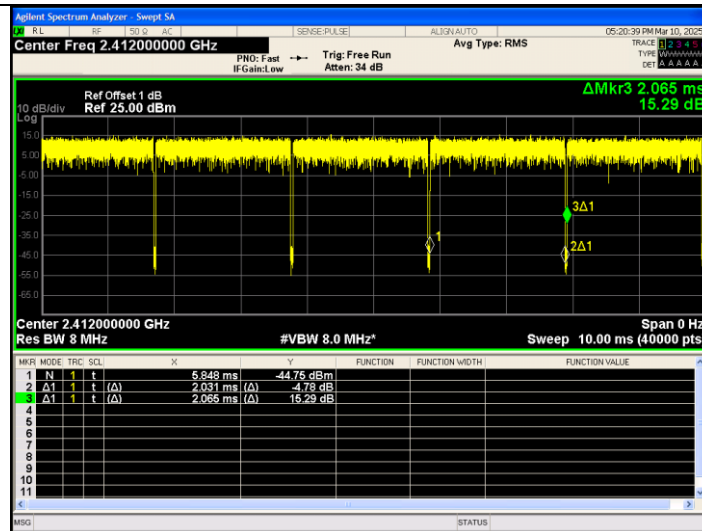 Agilent Spectrum Analyzer - Swept SA
RL RF 50 Ω AC SENSE:PULSE ALIGN AUTO 05:20:39 PM Mar 10, 2025
Center Freq 2.412000000 GHz
Avg Type: RMS
TRACE 1 2 3 4 5
PNO: Fast Trig: Free Run
TYPE W
IFGain:Low Atten: 34 dB
DET A A A A A
ΔMkr3 2.065 ms
15.29 dB
Ref Offset 1 dB
10 dB/div Ref 25.00 dBm
Log
15.0
5.00
-5.00
-15.0
-25.0
-35.0
-45.0
-55.0
-65.0
3Δ1
1
2Δ1
Center 2.412000000 GHz Span 0 Hz
Res BW 8 MHz #VBW 8.0 MHz* Sweep 10.00 ms (40000 pts
MKR MODE TRC SCL X Y FUNCTION FUNCTION WIDTH FUNCTION VALUE
1 N 1 t 5.848 ms -44.75 dBm
2 Δ1 1 t (Δ) 2.031 ms (Δ) -4.78 dB
3 Δ1 1 t (Δ) 2.065 ms (Δ) 15.29 dB
4
5
6
7
8
9
10
11
MSG STATUS